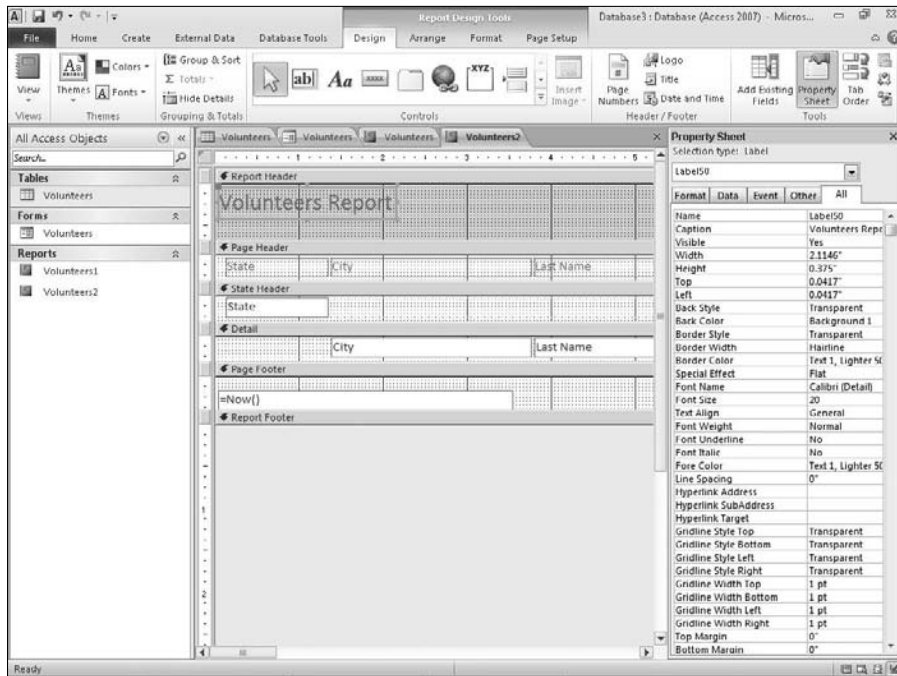 A
Report Design Tools
Database3 : Database (Access 2007) - Micros...
File Home Create External Data Database Tools Design Arrange Format Page Setup
View
Views
Themes
Aa
Colors
A Fonts
Themes
Group & Sort
Σ Totals
Hide Details
Grouping & Totals
ab|
Aa
xxxx
XYZ
Insert Image
Controls
Page Numbers
Logo
Title
Date and Time
Header / Footer
Add Existing Fields
Property Sheet
Tab Order
Tools
All Access Objects
Search...
Tables
Volunteers
Forms
Volunteers
Reports
Volunteers1
Volunteers2
Volunteers Volunteers Volunteers Volunteers2
1 2 3 4 5
Report Header
Volunteers Report
Page Header
State City Last Name
State Header
State
Detail
City Last Name
Page Footer
=Now()
Report Footer
1
2
Property Sheet
Selection type: Label
Label50
Format Data Event Other All
Name Label50
Caption Volunteers Repo
Visible Yes
Width 2.1146"
Height 0.375"
Top 0.0417"
Left 0.0417"
Back Style Transparent
Back Color Background 1
Border Style Transparent
Border Width Hairline
Border Color Text 1, Lighter 50
Special Effect Flat
Font Name Calibri (Detail)
Font Size 20
Text Align General
Font Weight Normal
Font Underline No
Font Italic No
Fore Color Text 1, Lighter 50
Line Spacing 0"
Hyperlink Address
Hyperlink SubAddress
Hyperlink Target
Gridline Style Top Transparent
Gridline Style Bottom Transparent
Gridline Style Left Transparent
Gridline Style Right Transparent
Gridline Width Top 1 pt
Gridline Width Bottom 1 pt
Gridline Width Left 1 pt
Gridline Width Right 1 pt
Top Margin 0"
Bottom Margin 0"
Ready